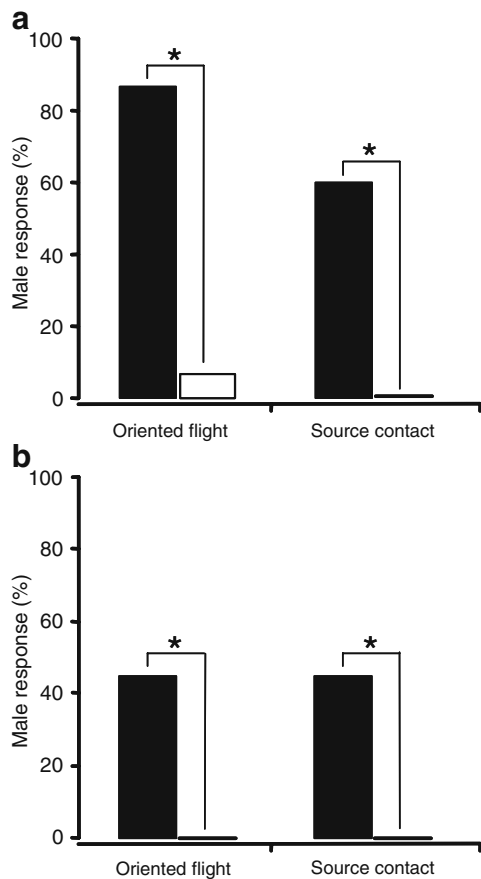 a
100
80
60
40
20
0
Male response (%)
*
*
Oriented flight
Source contact
b
100
80
60
40
20
0
Male response (%)
*
*
Oriented flight
Source contact